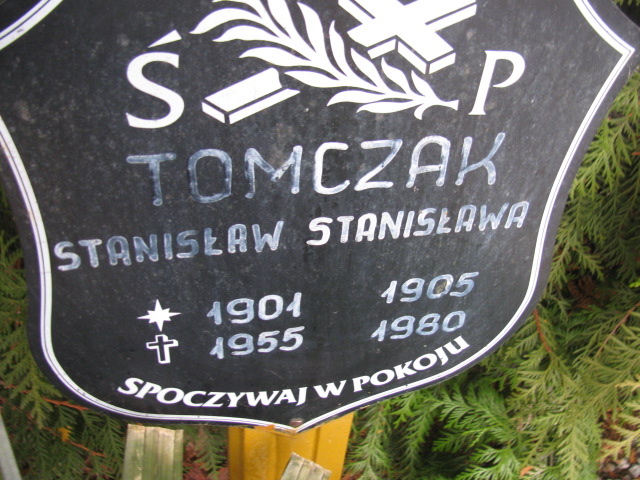 Ś P
TOMCZAK
STANISŁAW STANISŁAWA
1901 1905
1955 1980
SPOCZYWAJ W POKOJU